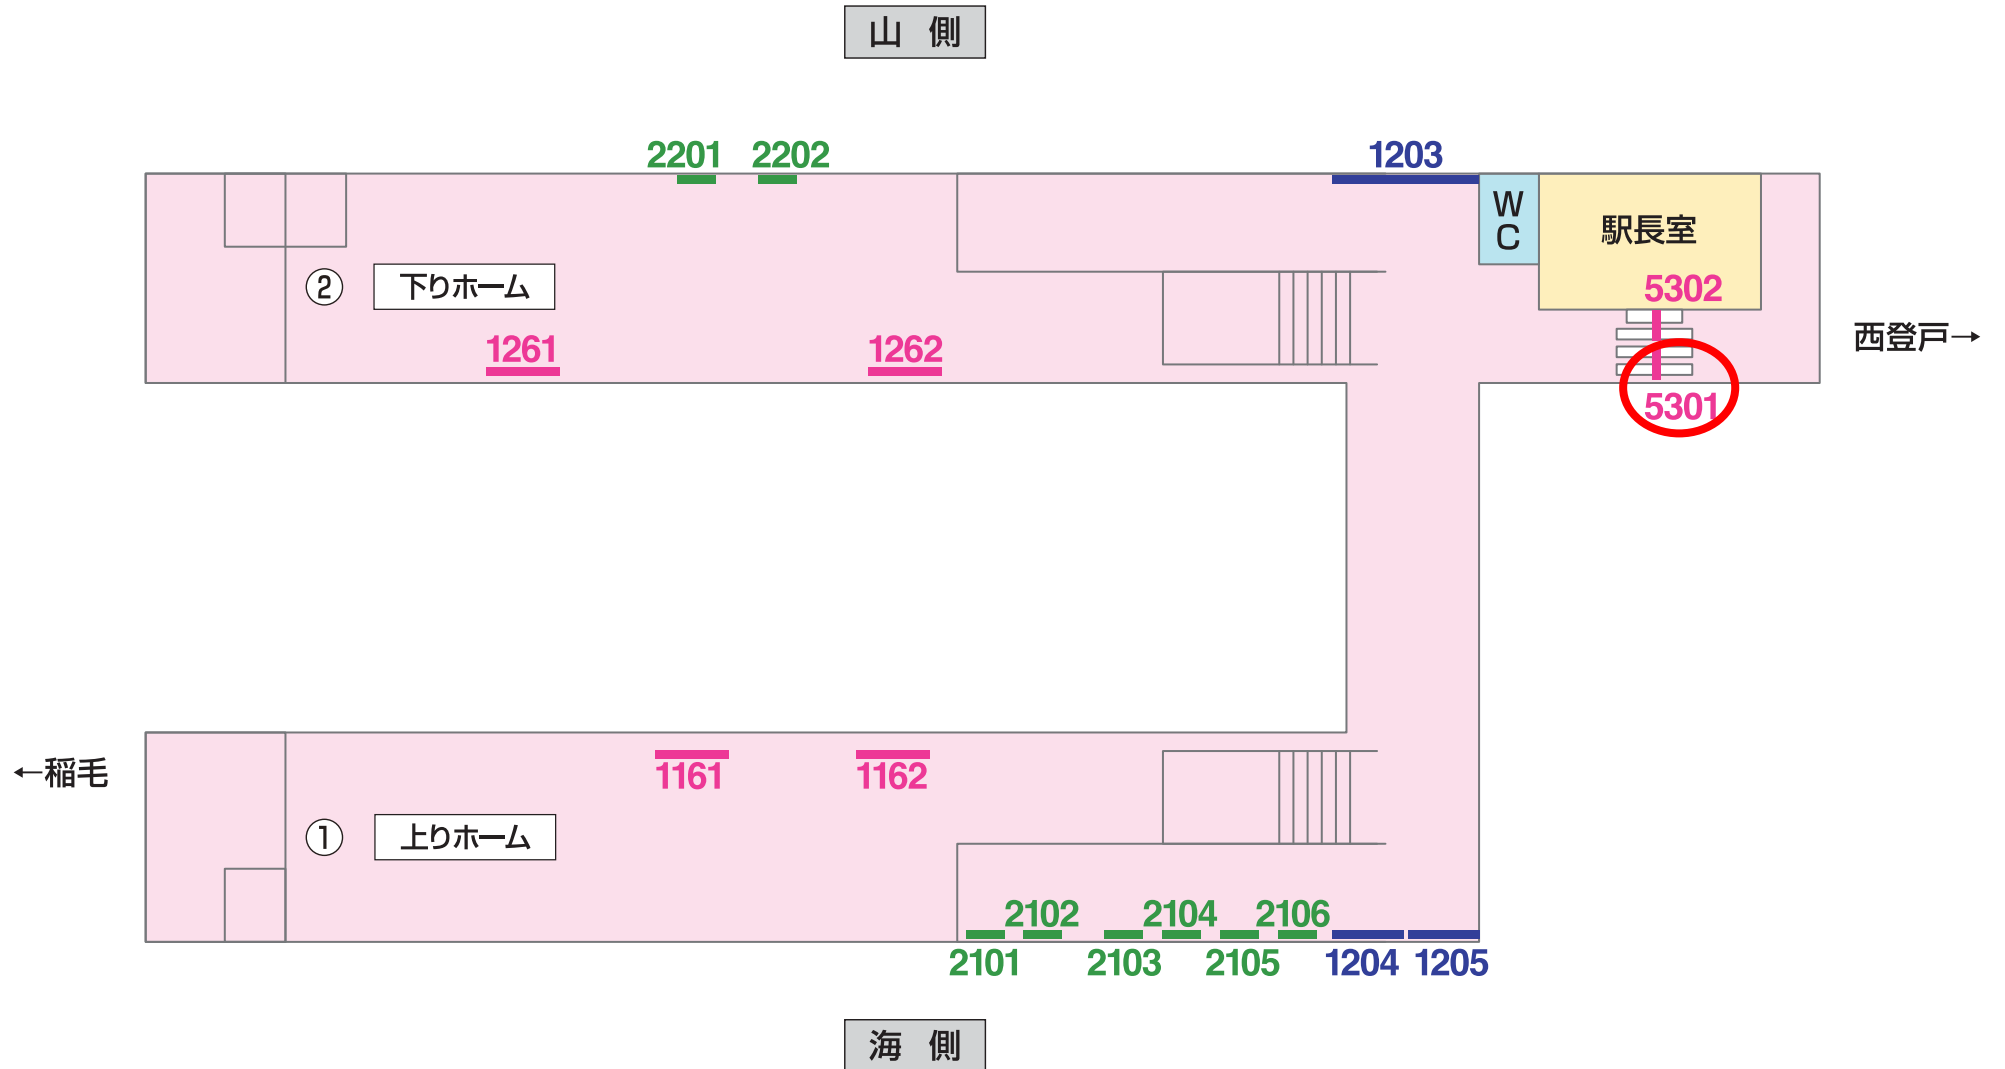 山 側
2201 2202 1203
W
C
駅長室
② 下りホーム
5302
1261 1262
西登戸→
5301
1161 1162
←稲毛
① 上りホーム
2102 2104 2106
2101 2103 2105 1204 1205
海 側